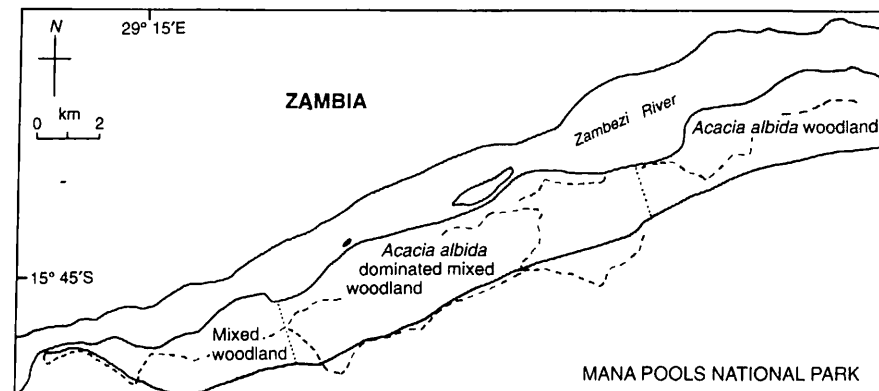 29° 15′E
N
ZAMBIA
km
0 2
Zambezi River
Acacia albida woodland
15° 45′S
Acacia albida
dominated mixed
woodland
Mixed
woodland
MANA POOLS NATIONAL PARK